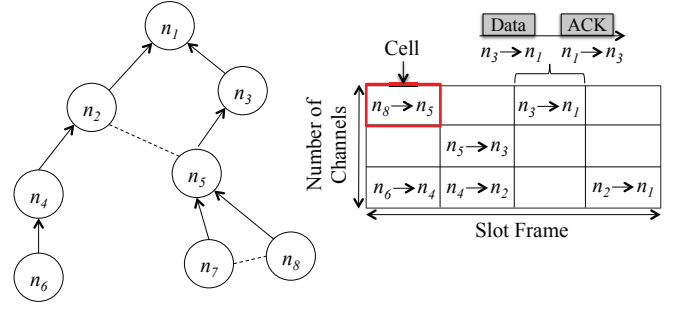 n1
n2
n3
n4
n5
n6
n7
n8
Data ACK
n3→n1 n1→n3
Cell
Number of
Channels
n8→n5 n3→n1
n5→n3
n6→n4 n4→n2 n2→n1
Slot Frame